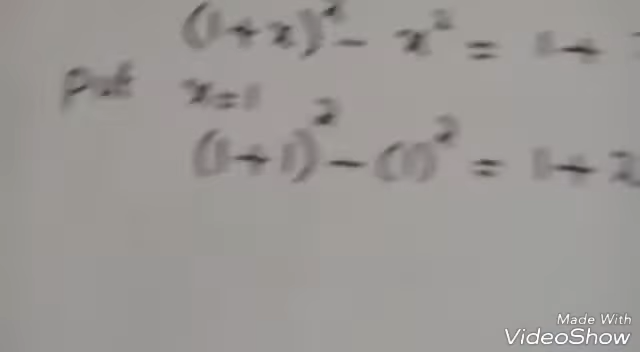 (1+x)² - x² = 1 +
put x=1
(1+1)² - (1)² = 1+2
Made With
VideoShow